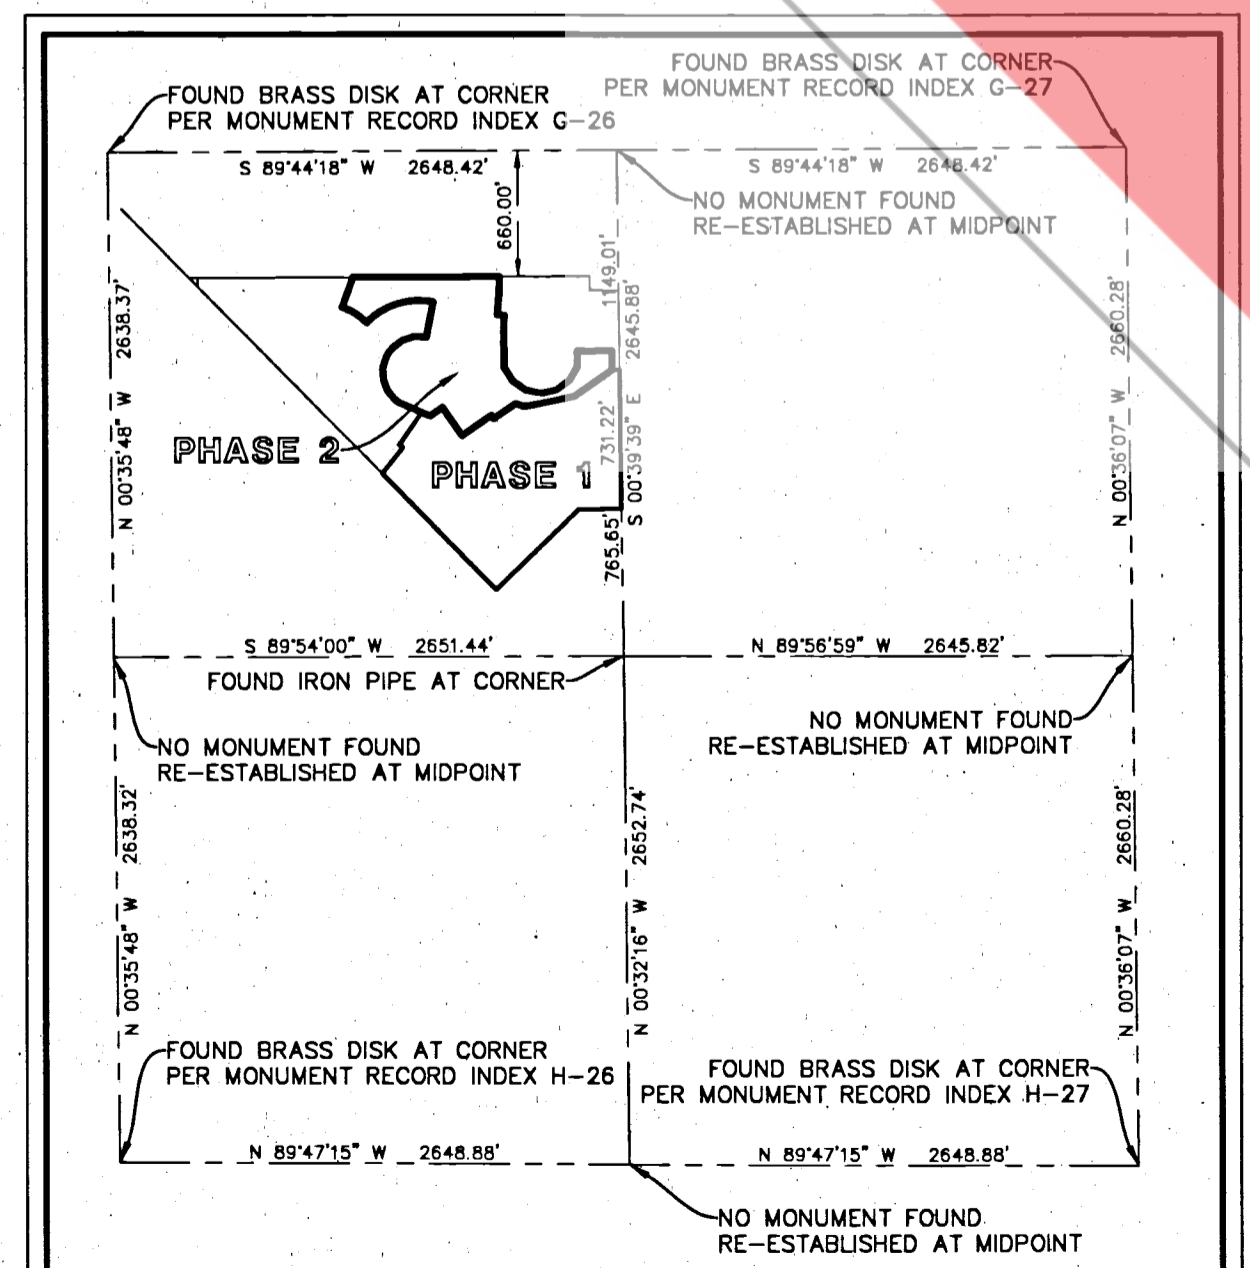 FOUND BRASS DISK AT CORNER
PER MONUMENT RECORD INDEX G-27
FOUND BRASS DISK AT CORNER
PER MONUMENT RECORD INDEX G-26
S 89°44'18" W 2648.42'
S 89°44'18" W 2648.42'
NO MONUMENT FOUND
RE-ESTABLISHED AT MIDPOINT
660.00'
1149.01'
N 00°35'48" W 2638.37'
S 00°39'39" E 2645.88'
N 00°36'07" W 2660.28'
731.22'
PHASE 2
PHASE 1
765.65'
S 89°54'00" W 2651.44'
N 89°56'59" W 2645.82'
FOUND IRON PIPE AT CORNER
NO MONUMENT FOUND
RE-ESTABLISHED AT MIDPOINT
NO MONUMENT FOUND
RE-ESTABLISHED AT MIDPOINT
N 00°35'48" W 2638.32'
N 00°32'16" W 2652.74'
N 00°36'07" W 2660.28'
FOUND BRASS DISK AT CORNER
PER MONUMENT RECORD INDEX H-26
FOUND BRASS DISK AT CORNER
PER MONUMENT RECORD INDEX H-27
N 89°47'15" W 2648.88'
N 89°47'15" W 2648.88'
NO MONUMENT FOUND
RE-ESTABLISHED AT MIDPOINT